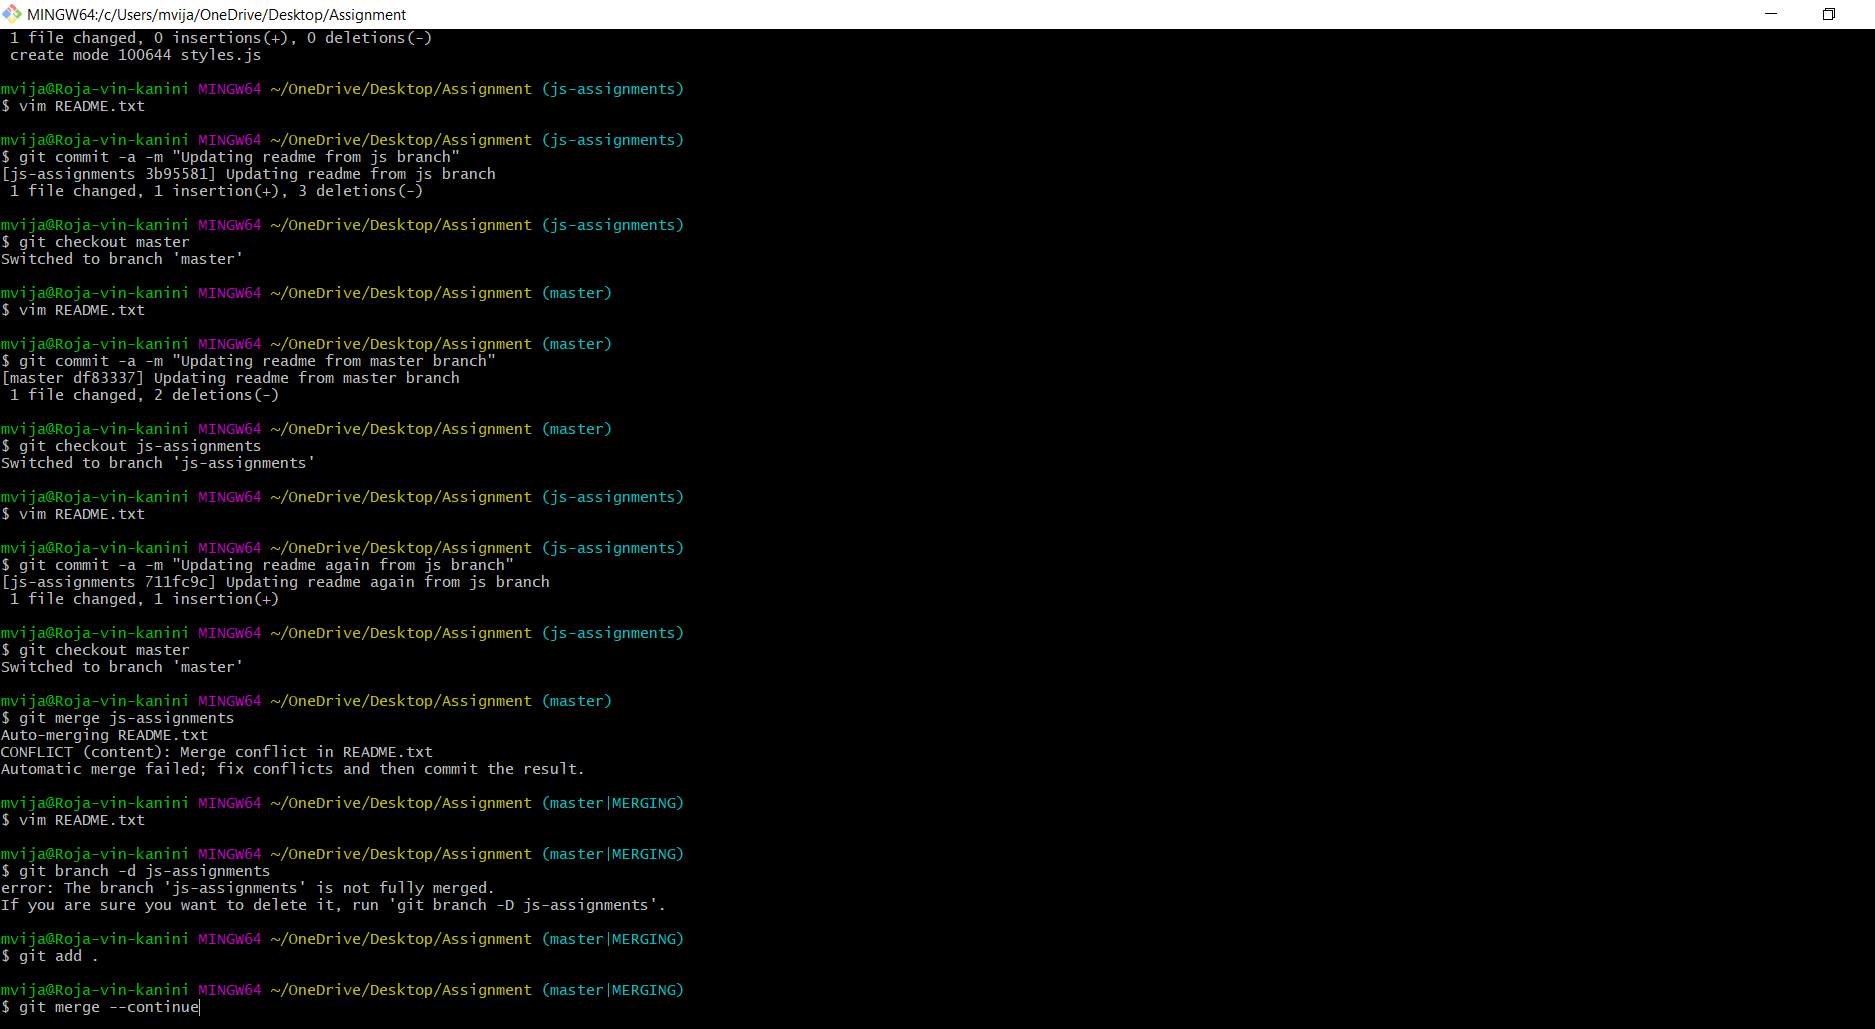 MINGW64:/c/Users/mvija/OneDrive/Desktop/Assignment
1 file changed, 0 insertions(+), 0 deletions(-)
create mode 100644 styles.js
mvija@Roja-vin-kanini MINGW64 ~/OneDrive/Desktop/Assignment (js-assignments)
$ vim README.txt
mvija@Roja-vin-kanini MINGW64 ~/OneDrive/Desktop/Assignment (js-assignments)
$ git commit -a -m "Updating readme from js branch"
[js-assignments 3b95581] Updating readme from js branch
1 file changed, 1 insertion(+), 3 deletions(-)
mvija@Roja-vin-kanini MINGW64 ~/OneDrive/Desktop/Assignment (js-assignments)
$ git checkout master
Switched to branch 'master'
mvija@Roja-vin-kanini MINGW64 ~/OneDrive/Desktop/Assignment (master)
$ vim README.txt
mvija@Roja-vin-kanini MINGW64 ~/OneDrive/Desktop/Assignment (master)
$ git commit -a -m "Updating readme from master branch"
[master df83337] Updating readme from master branch
1 file changed, 2 deletions(-)
mvija@Roja-vin-kanini MINGW64 ~/OneDrive/Desktop/Assignment (master)
$ git checkout js-assignments
Switched to branch 'js-assignments'
mvija@Roja-vin-kanini MINGW64 ~/OneDrive/Desktop/Assignment (js-assignments)
$ vim README.txt
mvija@Roja-vin-kanini MINGW64 ~/OneDrive/Desktop/Assignment (js-assignments)
$ git commit -a -m "Updating readme again from js branch"
[js-assignments 711fc9c] Updating readme again from js branch
1 file changed, 1 insertion(+)
mvija@Roja-vin-kanini MINGW64 ~/OneDrive/Desktop/Assignment (js-assignments)
$ git checkout master
Switched to branch 'master'
mvija@Roja-vin-kanini MINGW64 ~/OneDrive/Desktop/Assignment (master)
$ git merge js-assignments
Auto-merging README.txt
CONFLICT (content): Merge conflict in README.txt
Automatic merge failed; fix conflicts and then commit the result.
mvija@Roja-vin-kanini MINGW64 ~/OneDrive/Desktop/Assignment (master|MERGING)
$ vim README.txt
mvija@Roja-vin-kanini MINGW64 ~/OneDrive/Desktop/Assignment (master|MERGING)
$ git branch -d js-assignments
error: The branch 'js-assignments' is not fully merged.
If you are sure you want to delete it, run 'git branch -D js-assignments'.
mvija@Roja-vin-kanini MINGW64 ~/OneDrive/Desktop/Assignment (master|MERGING)
$ git add .
mvija@Roja-vin-kanini MINGW64 ~/OneDrive/Desktop/Assignment (master|MERGING)
$ git merge --continue